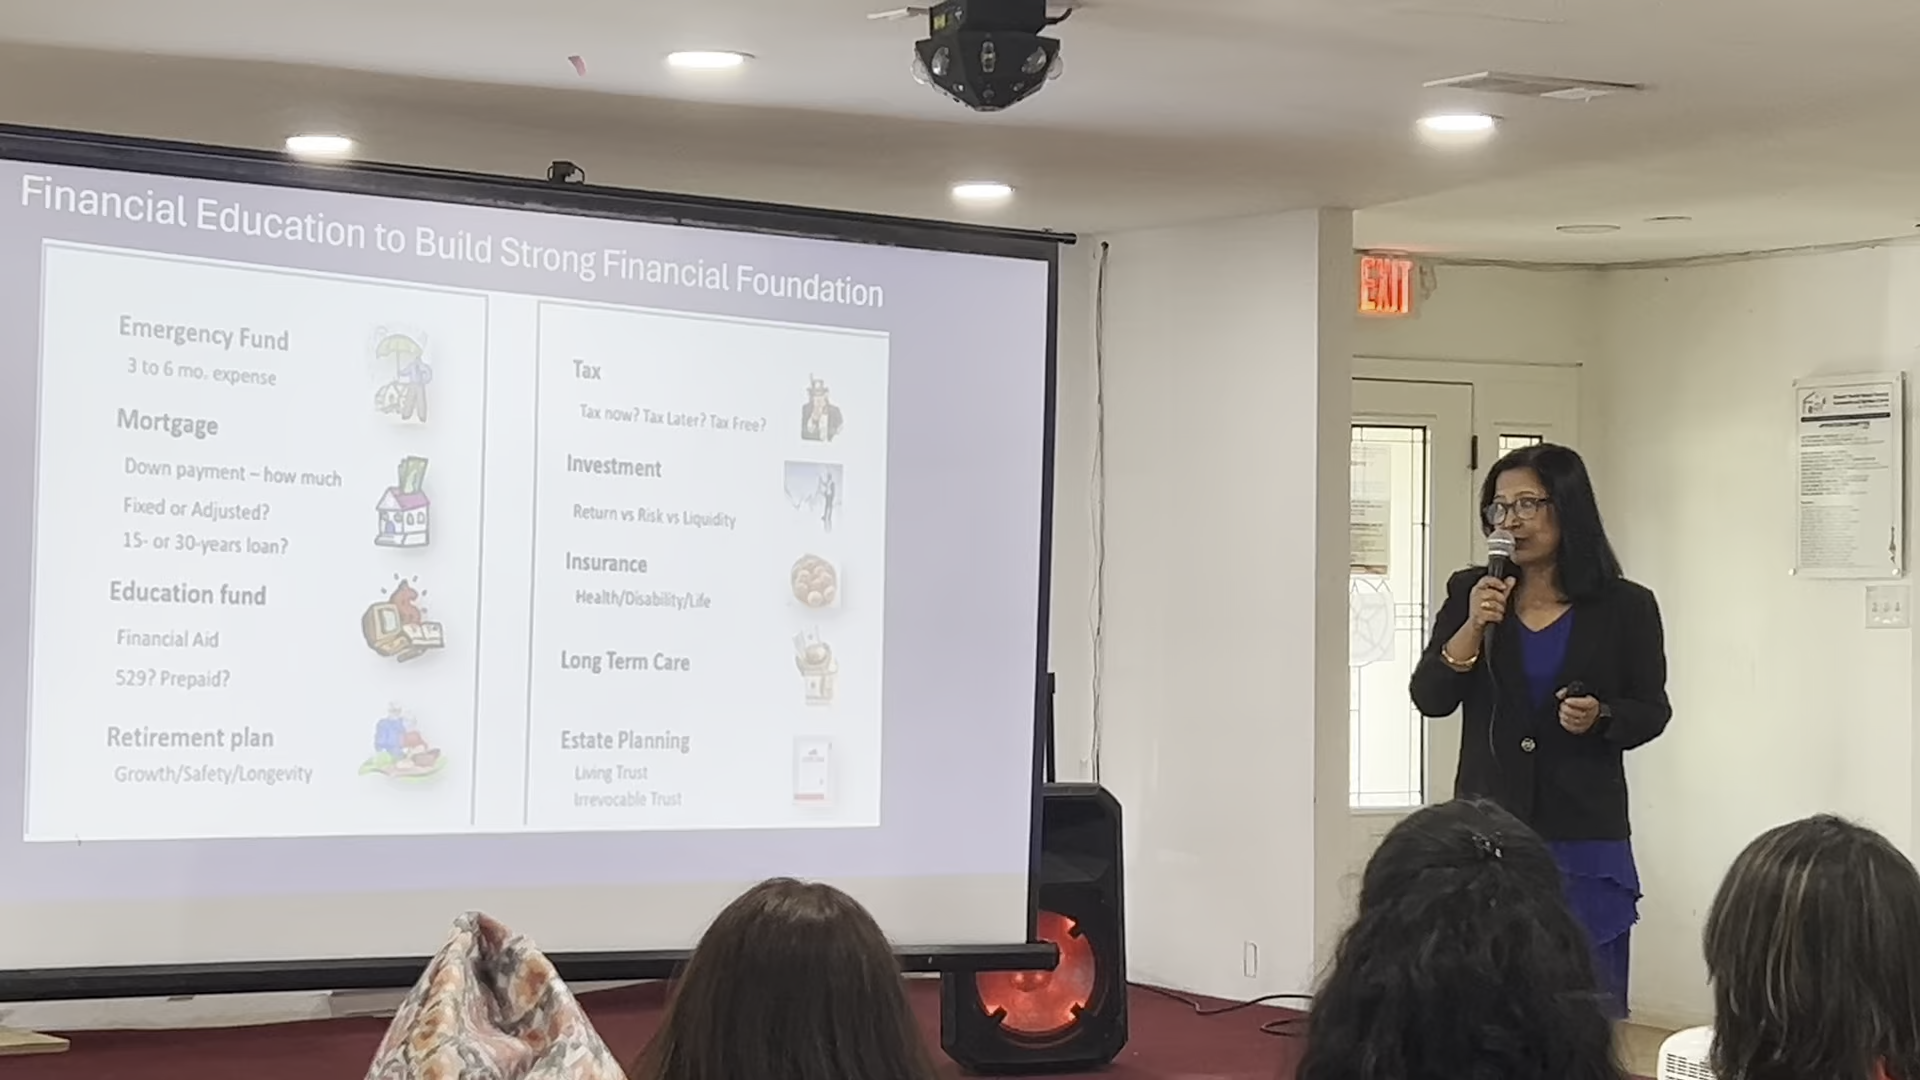 Financial Education to Build Strong Financial Foundation
Emergency Fund
3 to 6 mo. expense
Mortgage
Down payment – how much
Fixed or Adjusted?
15- or 30-years loan?
Education fund
Financial Aid
529? Prepaid?
Retirement plan
Growth/Safety/Longevity
Tax
Tax now? Tax Later? Tax Free?
Investment
Return vs Risk vs Liquidity
Insurance
Health/Disability/Life
Long Term Care
Estate Planning
Living Trust
Irrevocable Trust
EXIT